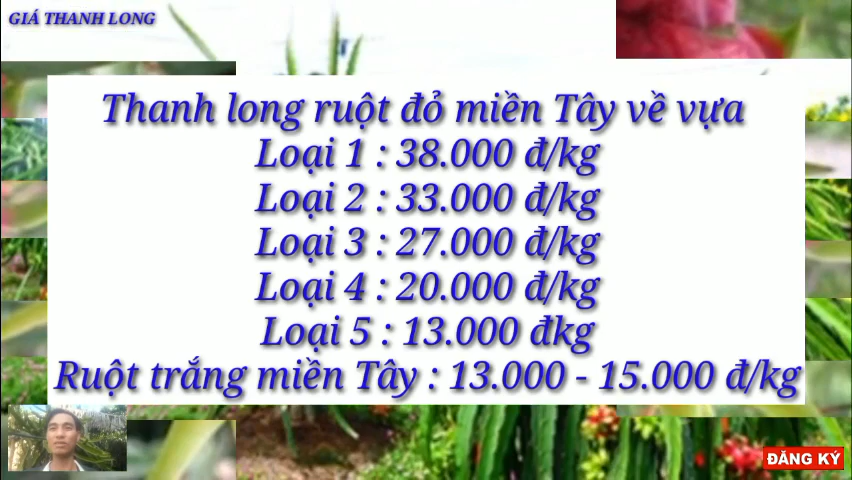 GIÁ THANH LONG
Thanh long ruột đỏ miền Tây về vựa
Loại 1 : 38.000 đ/kg
Loại 2 : 33.000 đ/kg
Loại 3 : 27.000 đ/kg
Loại 4 : 20.000 đ/kg
Loại 5 : 13.000 đkg
Ruột trắng miền Tây : 13.000 - 15.000 đ/kg
ĐĂNG KÝ